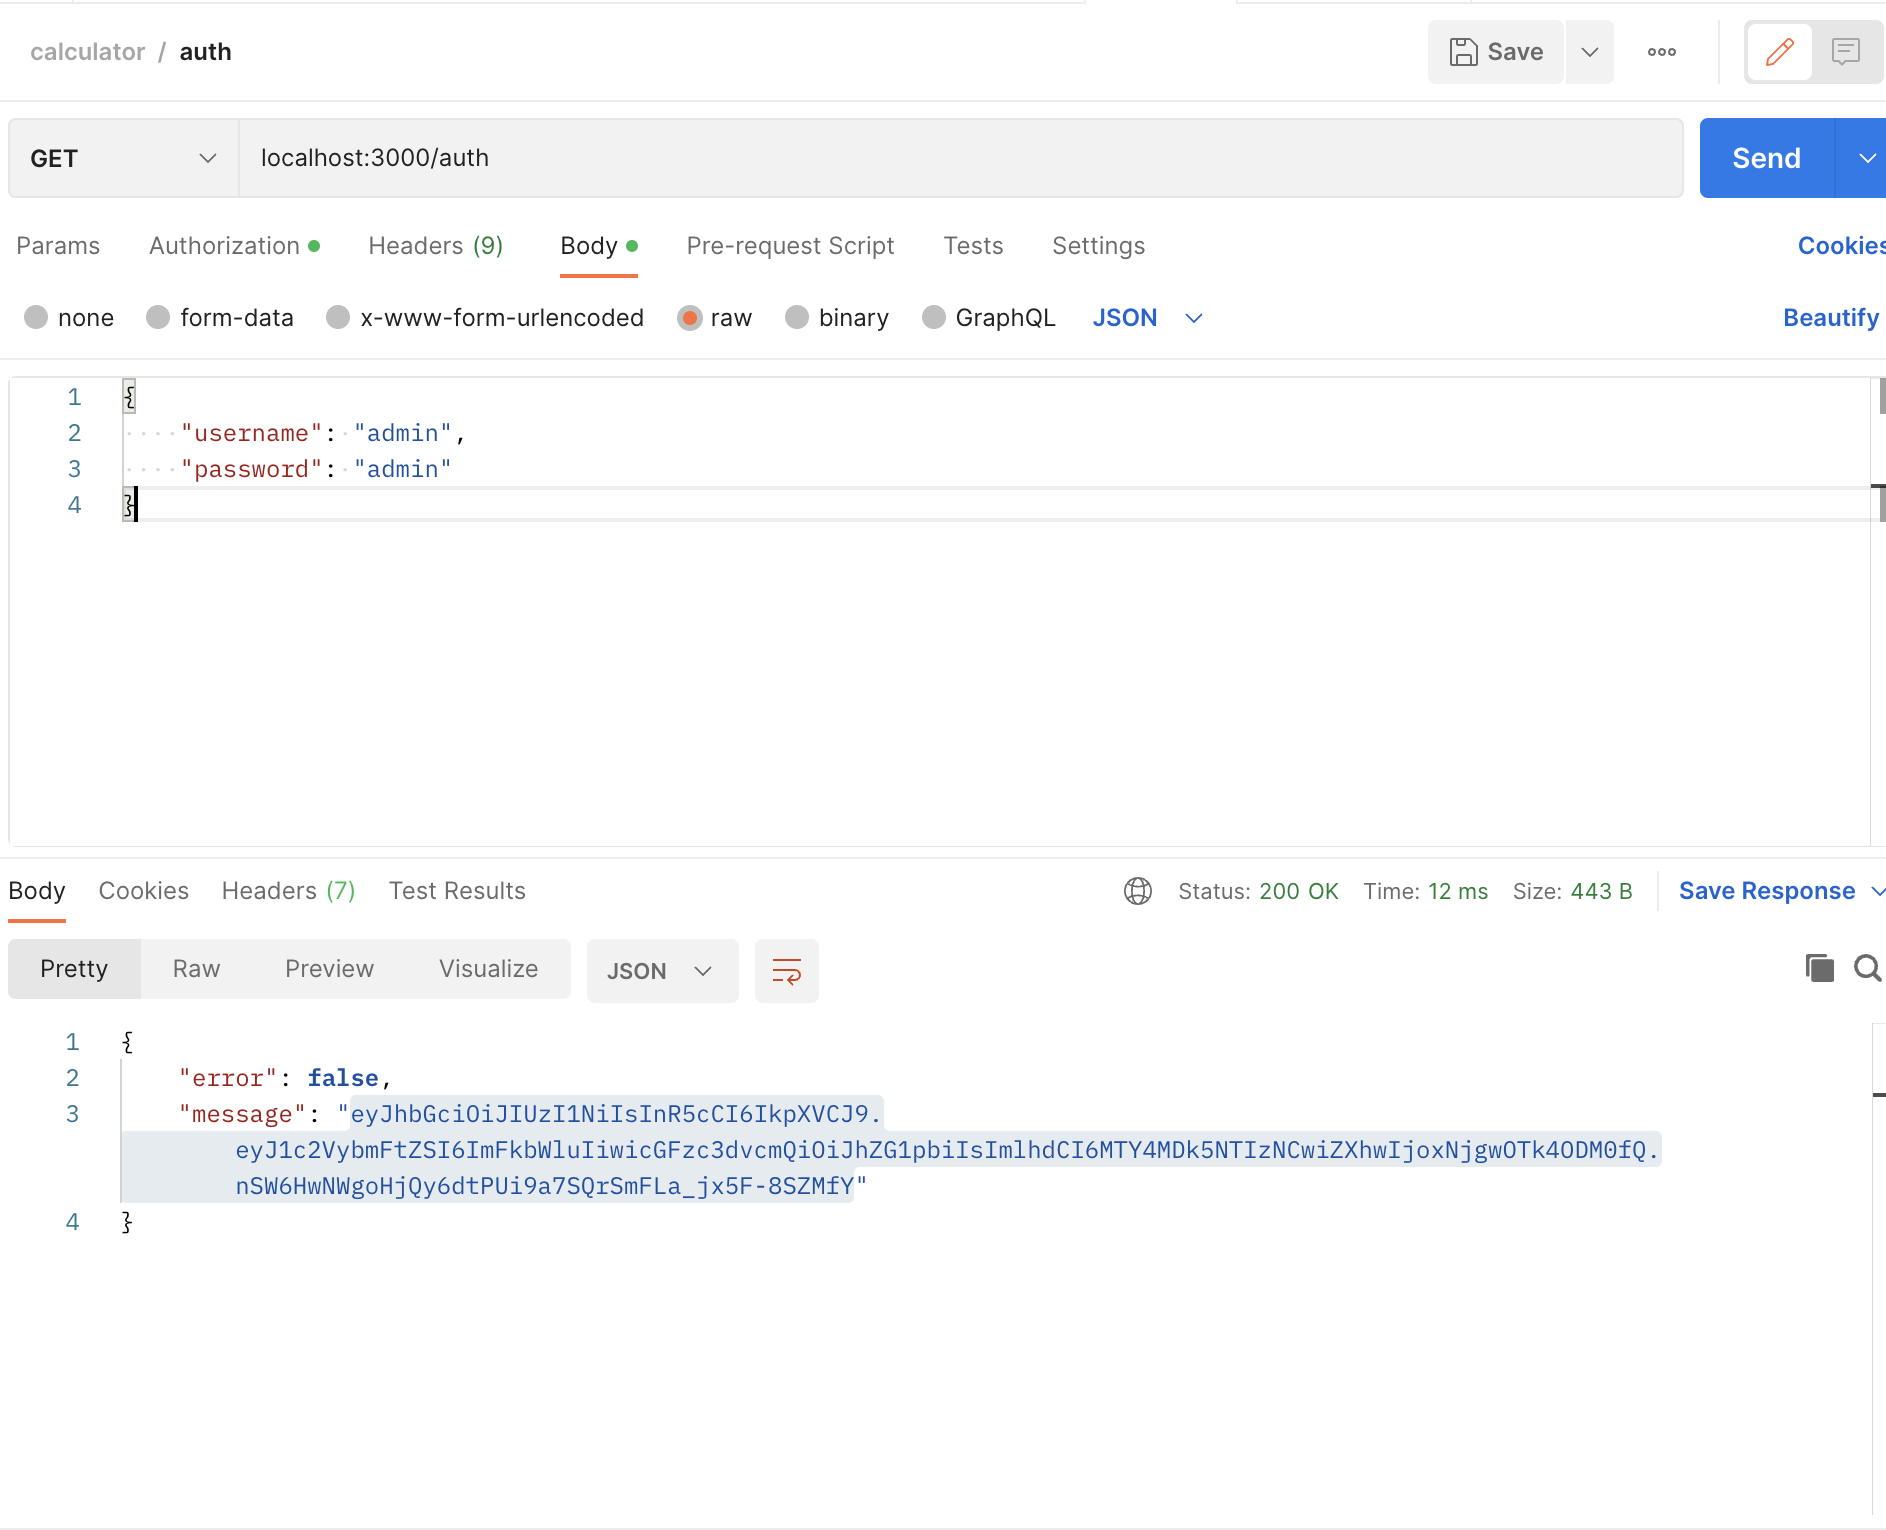 calculator / auth
Save
GET localhost:3000/auth Send
Params Authorization Headers (9) Body Pre-request Script Tests Settings Cookies
none form-data x-www-form-urlencoded raw binary GraphQL JSON Beautify
1 {
2 "username": "admin",
3 "password": "admin"
4 }
Body Cookies Headers (7) Test Results Status: 200 OK Time: 12 ms Size: 443 B Save Response
Pretty Raw Preview Visualize JSON
1 {
2 "error": false,
3 "message": "eyJhbGciOiJIUzI1NiIsInR5cCI6IkpXVCJ9.
eyJ1c2VybmFtZSI6ImFkbWluIiwicGFzc3dvcmQiOiJhZG1pbiIsImlhdCI6MTY4MDk5NTIzNCwiZXhwIjoxNjgwOTk4ODM0fQ.
nSW6HwNWgoHjQy6dtPUi9a7SQrSmFLa_jx5F-8SZMfY"
4 }